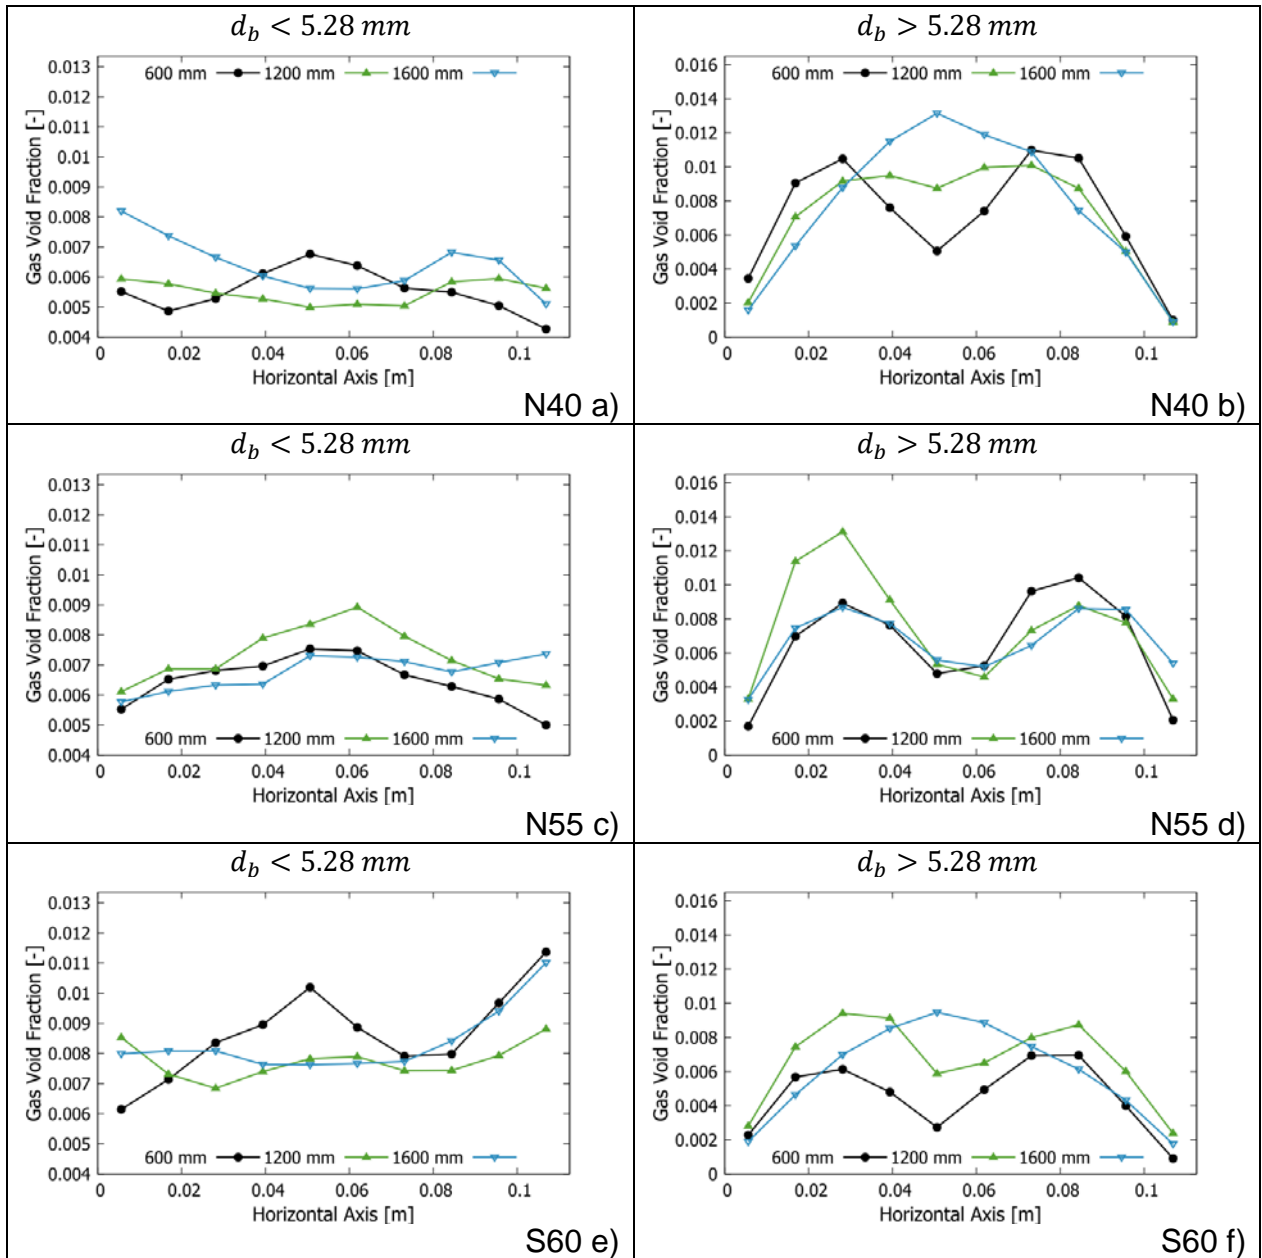 d_b < 5.28 mm
600 mm 1200 mm 1600 mm
0.013
0.012
0.011
0.01
0.009
0.008
0.007
0.006
0.005
0.004
Gas Void Fraction [-]
0 0.02 0.04 0.06 0.08 0.1
Horizontal Axis [m]
N40 a)
d_b > 5.28 mm
600 mm 1200 mm 1600 mm
0.016
0.014
0.012
0.01
0.008
0.006
0.004
0.002
0
Gas Void Fraction [-]
0 0.02 0.04 0.06 0.08 0.1
Horizontal Axis [m]
N40 b)
d_b < 5.28 mm
0.013
0.012
0.011
0.01
0.009
0.008
0.007
0.006
0.005
0.004
Gas Void Fraction [-]
600 mm 1200 mm 1600 mm
0 0.02 0.04 0.06 0.08 0.1
Horizontal Axis [m]
N55 c)
d_b > 5.28 mm
0.016
0.014
0.012
0.01
0.008
0.006
0.004
0.002
0
Gas Void Fraction [-]
600 mm 1200 mm 1600 mm
0 0.02 0.04 0.06 0.08 0.1
Horizontal Axis [m]
N55 d)
d_b < 5.28 mm
0.013
0.012
0.011
0.01
0.009
0.008
0.007
0.006
0.005
0.004
Gas Void Fraction [-]
600 mm 1200 mm 1600 mm
0 0.02 0.04 0.06 0.08 0.1
Horizontal Axis [m]
S60 e)
d_b > 5.28 mm
0.016
0.014
0.012
0.01
0.008
0.006
0.004
0.002
0
Gas Void Fraction [-]
600 mm 1200 mm 1600 mm
0 0.02 0.04 0.06 0.08 0.1
Horizontal Axis [m]
S60 f)